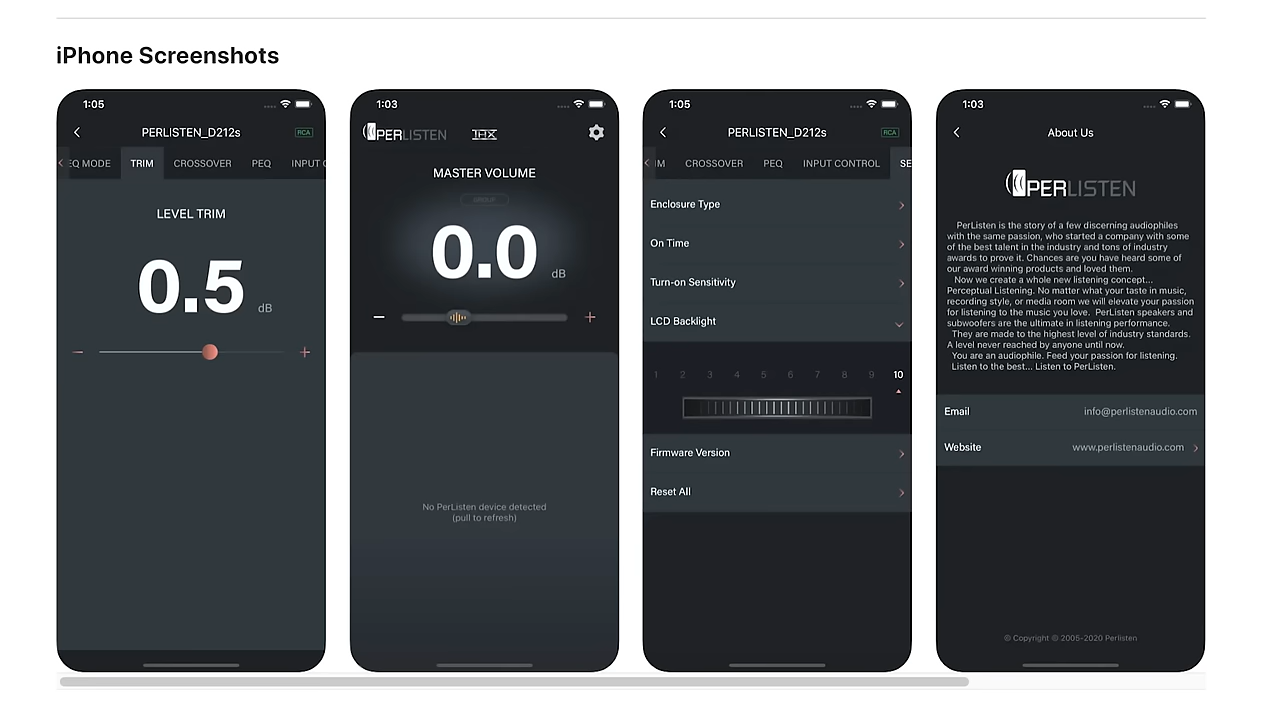 iPhone Screenshots
1:05
PERLISTEN_D212s
RCA
EQ MODE TRIM CROSSOVER PEQ INPUT C
LEVEL TRIM
0.5 dB
1:03
PERLISTEN THX
MASTER VOLUME
GROUP
0.0 dB
No PerListen device detected
(pull to refresh)
1:05
PERLISTEN_D212s
RCA
IM CROSSOVER PEQ INPUT CONTROL SE
Enclosure Type
On Time
Turn-on Sensitivity
LCD Backlight
1 2 3 4 5 6 7 8 9 10
Firmware Version
Reset All
1:03
About Us
PERLISTEN
PerListen is the story of a few discerning audiophiles
with the same passion, who started a company with some
of the best talent in the industry and tons of industry
awards to prove it. Chances are you have heard some of
our award winning products and loved them.
Now we create a whole new listening concept...
Perceptual Listening. No matter what your taste in music,
recording style, or media room we will elevate your passion
for listening to the music you love. PerListen speakers and
subwoofers are the ultimate in listening performance.
They are made to the highest level of industry standards.
A level never reached by anyone until now.
You are an audiophile. Feed your passion for listening.
Listen to the best... Listen to PerListen.
Email info@perlistenaudio.com
Website www.perlistenaudio.com
© Copyright © 2005-2020 Perlisten